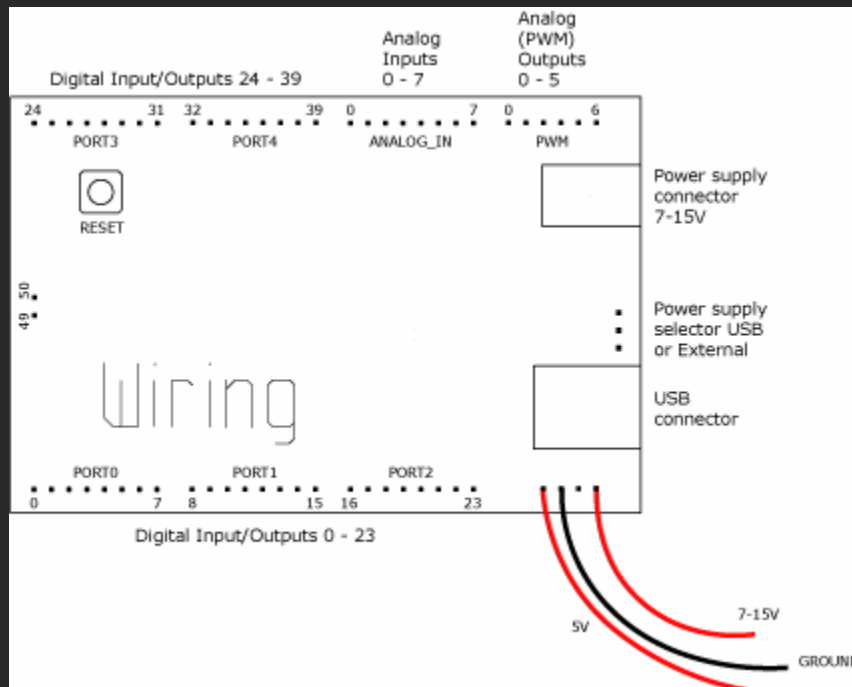 Analog
(PWM)
Outputs
0 - 5
Analog
Inputs
0 - 7
Digital Input/Outputs 24 - 39
24 31 32 39 0 7 0 6
PORT3 PORT4 ANALOG_IN PWM
RESET
Power supply
connector
7-15V
50
49
Power supply
selector USB
or External
Wiring
USB
connector
PORT0 PORT1 PORT2
0 7 8 15 16 23
Digital Input/Outputs 0 - 23
5V
7-15V
GROUN